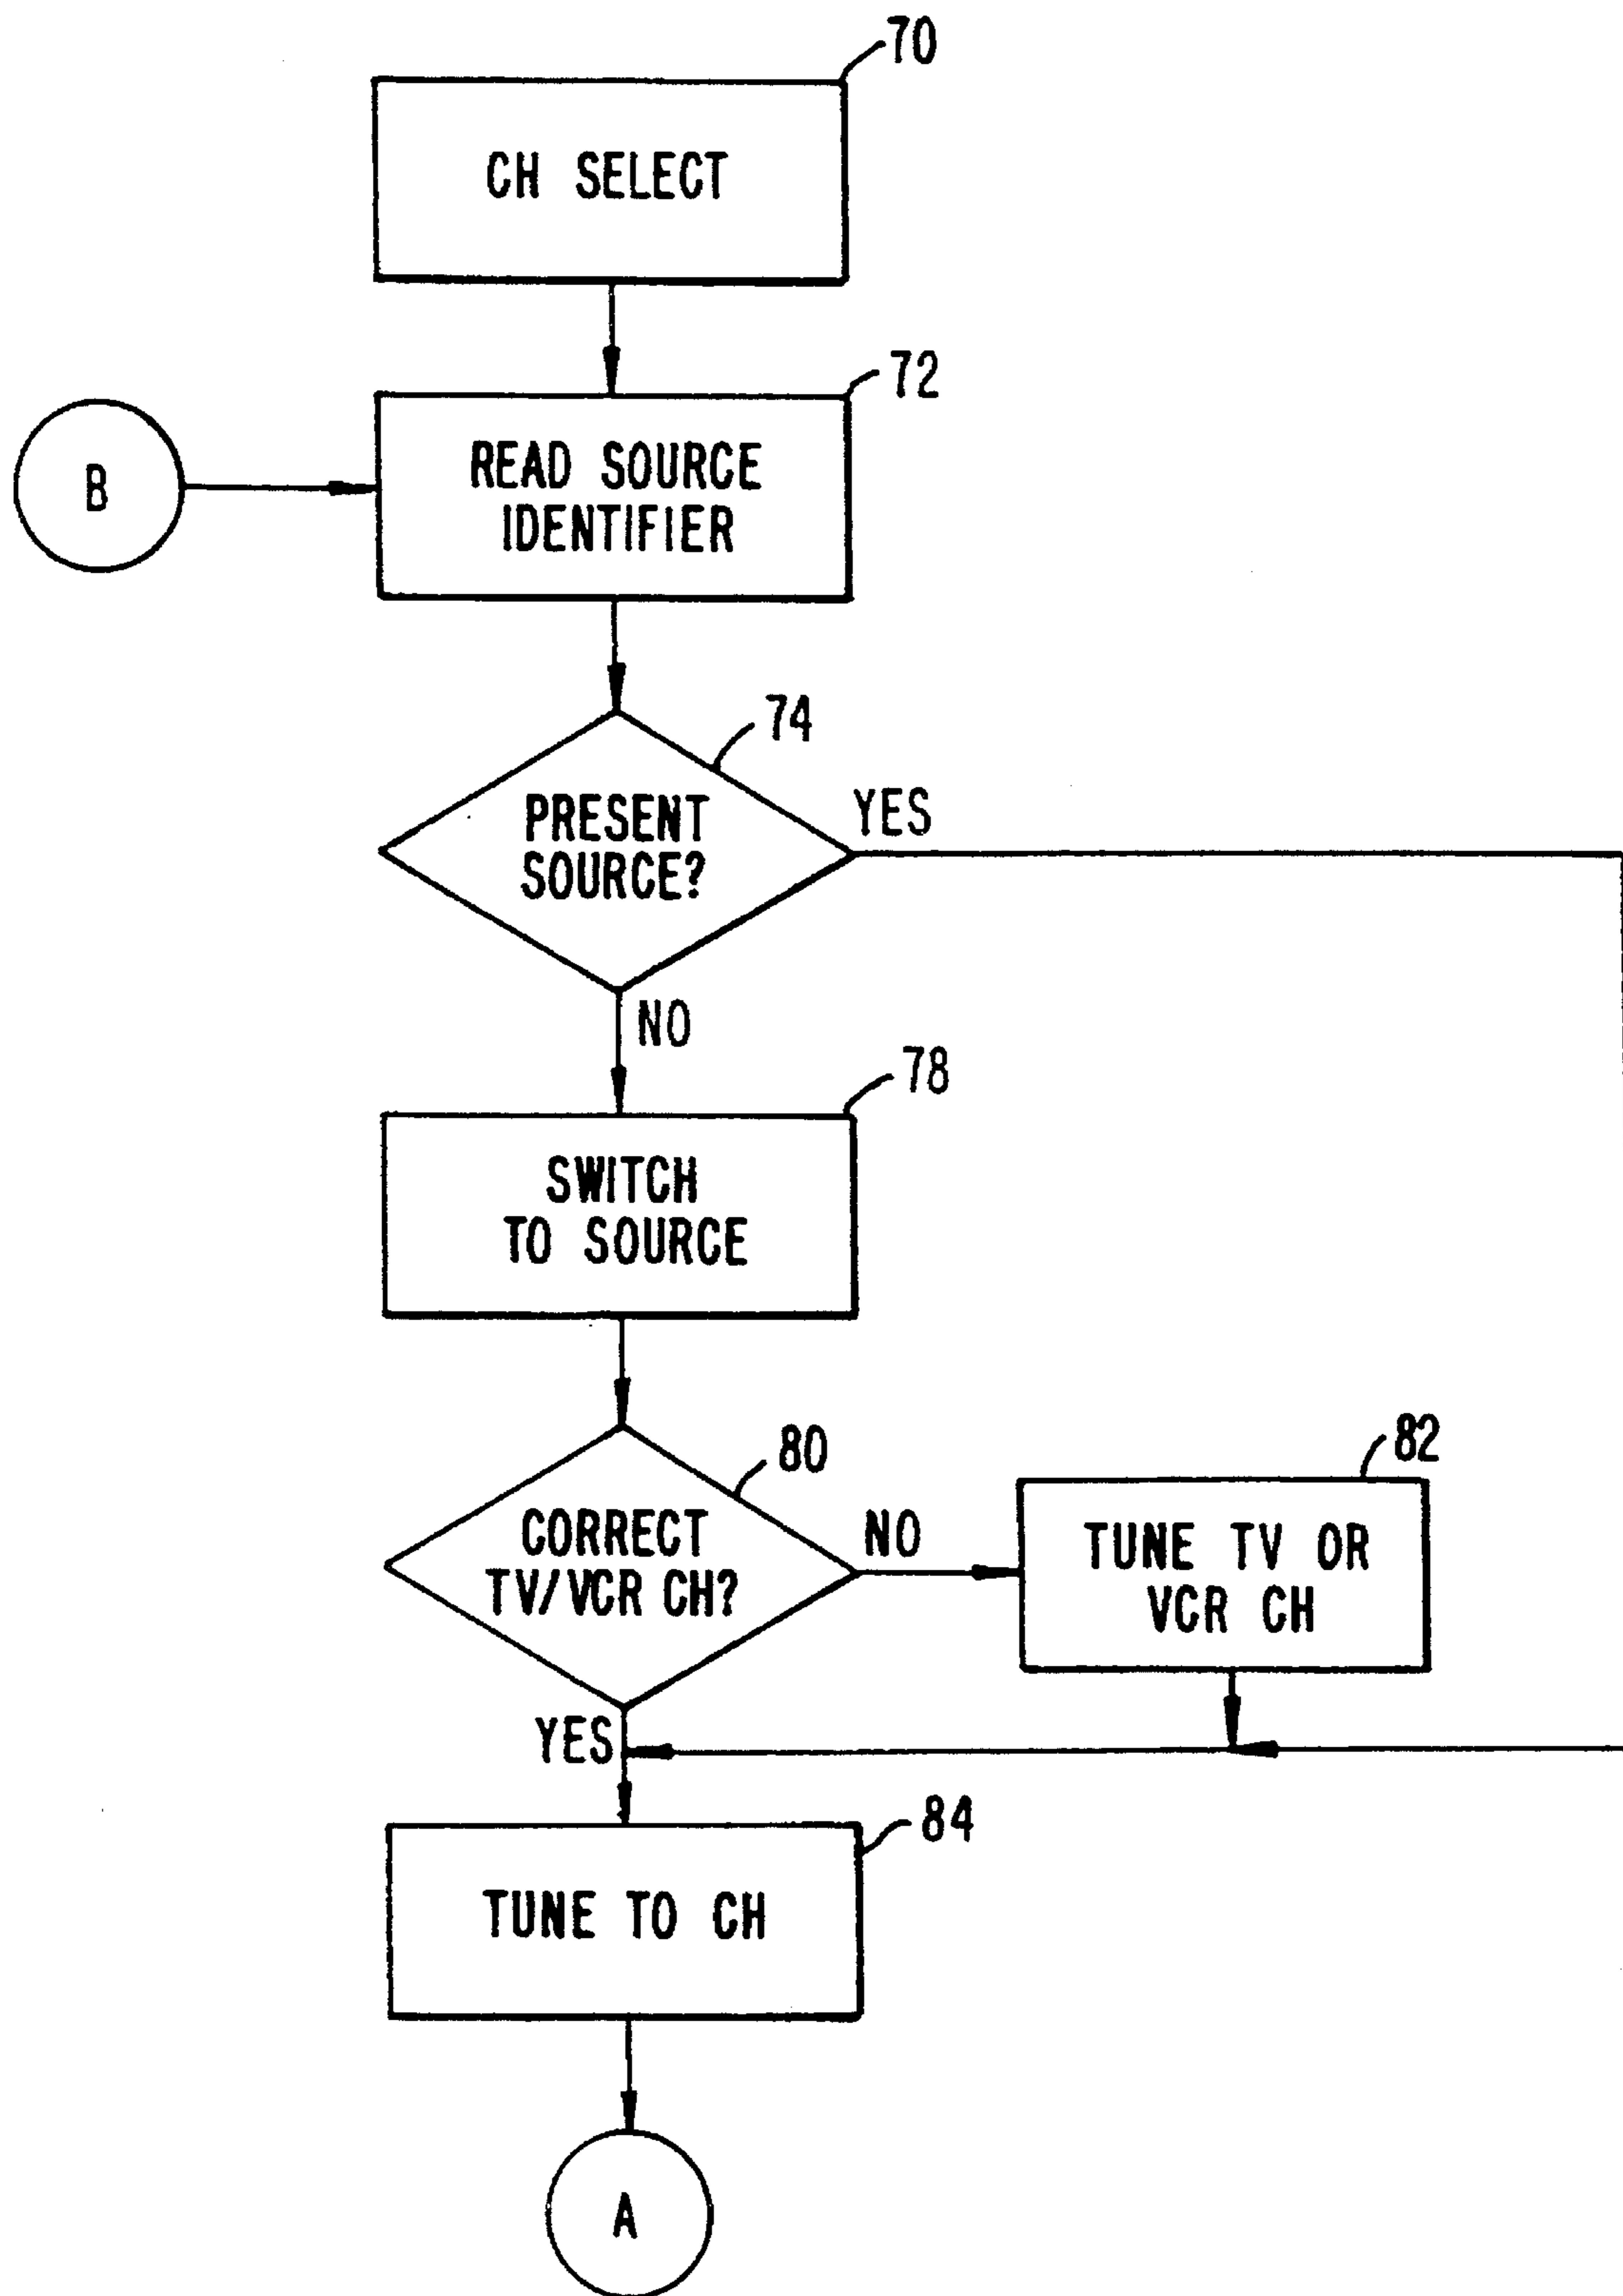 70
CH SELECT
72
B
READ SOURCE
IDENTIFIER
74
PRESENT
SOURCE?
YES
NO
78
SWITCH
TO SOURCE
80
CORRECT
TV/VCR CH?
NO
82
TUNE TV OR
VCR CH
YES
84
TUNE TO CH
A